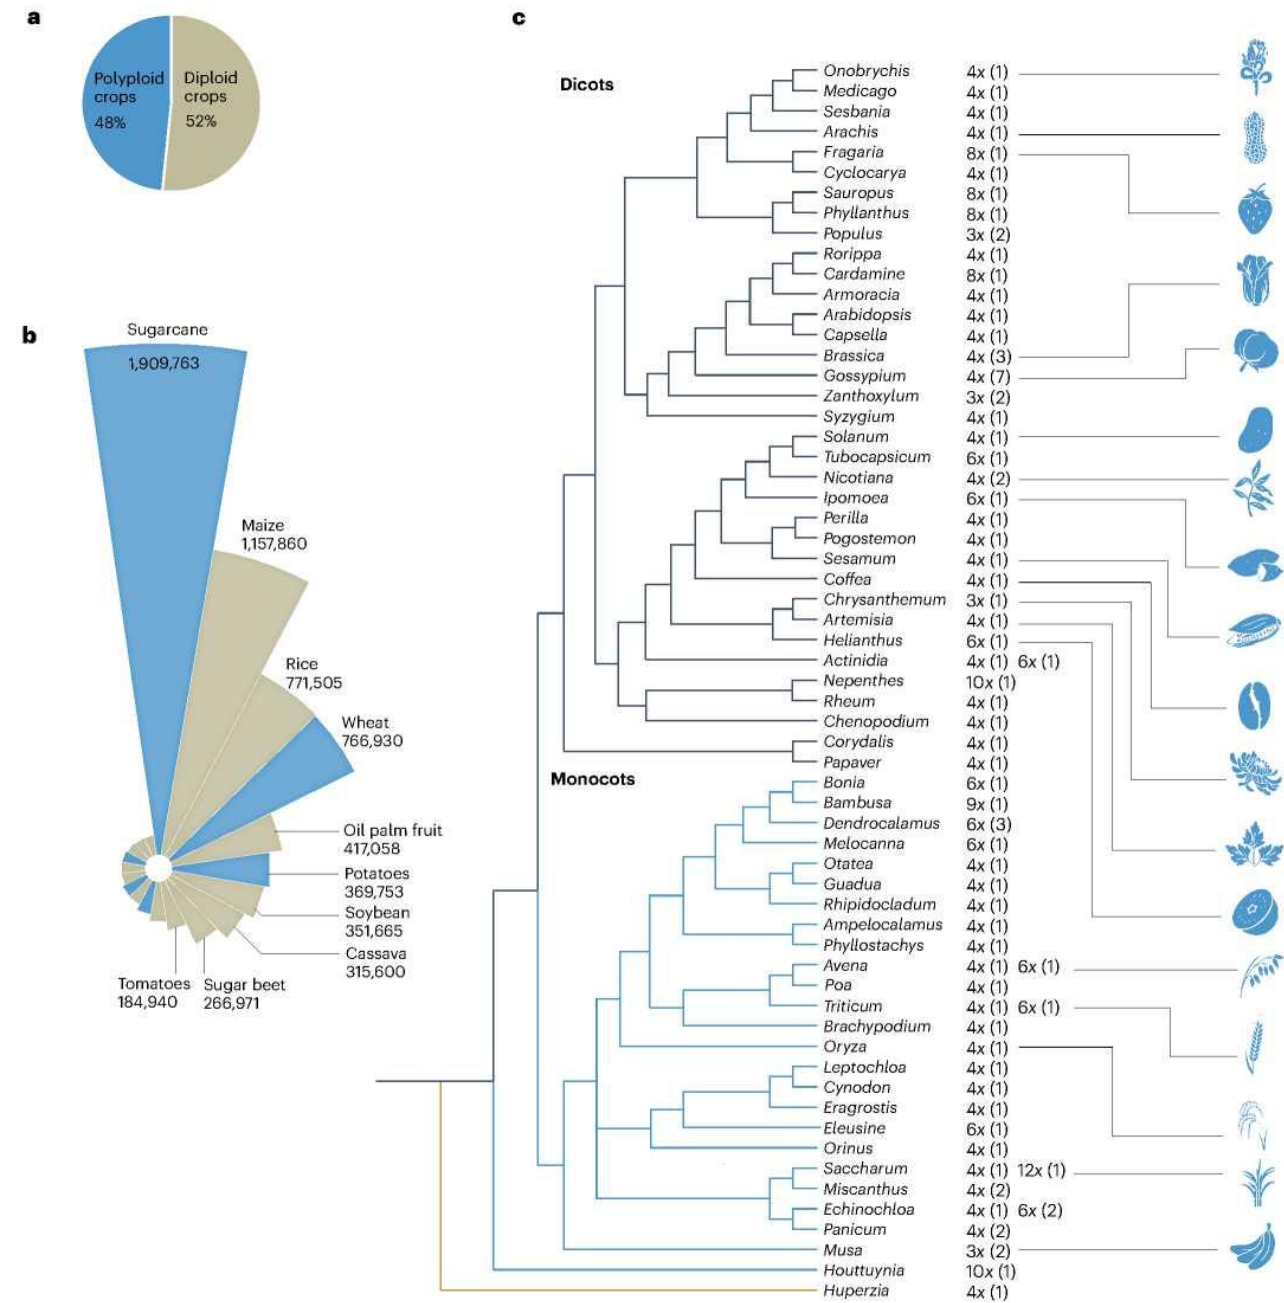 a
Polyploid
crops
48%
Diploid
crops
52%
b
Sugarcane
1,909,763
Maize
1,157,860
Rice
771,505
Wheat
766,930
Oil palm fruit
417,058
Potatoes
369,753
Soybean
351,665
Cassava
315,600
Sugar beet
266,971
Tomatoes
184,940
c
Dicots
Onobrychis 4x (1)
Medicago 4x (1)
Sesbania 4x (1)
Arachis 4x (1)
Fragaria 8x (1)
Cyclocarya 4x (1)
Sauropus 8x (1)
Phyllanthus 8x (1)
Populus 3x (2)
Rorippa 4x (1)
Cardamine 8x (1)
Armoracia 4x (1)
Arabidopsis 4x (1)
Capsella 4x (1)
Brassica 4x (3)
Gossypium 4x (7)
Zanthoxylum 3x (2)
Syzygium 4x (1)
Solanum 4x (1)
Tubocapsicum 6x (1)
Nicotiana 4x (2)
Ipomoea 6x (1)
Perilla 4x (1)
Pogostemon 4x (1)
Sesamum 4x (1)
Coffea 4x (1)
Chrysanthemum 3x (1)
Artemisia 4x (1)
Helianthus 6x (1)
Actinidia 4x (1) 6x (1)
Nepenthes 10x (1)
Rheum 4x (1)
Chenopodium 4x (1)
Corydalis 4x (1)
Papaver 4x (1)
Monocots
Bonia 6x (1)
Bambusa 9x (1)
Dendrocalamus 6x (3)
Melocanna 6x (1)
Otatea 4x (1)
Guadua 4x (1)
Rhipidocladum 4x (1)
Ampelocalamus 4x (1)
Phyllostachys 4x (1)
Avena 4x (1) 6x (1)
Poa 4x (1)
Triticum 4x (1) 6x (1)
Brachypodium 4x (1)
Oryza 4x (1)
Leptochloa 4x (1)
Cynodon 4x (1)
Eragrostis 4x (1)
Eleusine 6x (1)
Orinus 4x (1)
Saccharum 4x (1) 12x (1)
Miscanthus 4x (2)
Echinochloa 4x (1) 6x (2)
Panicum 4x (2)
Musa 3x (2)
Houttuynia 10x (1)
Huperzia 4x (1)